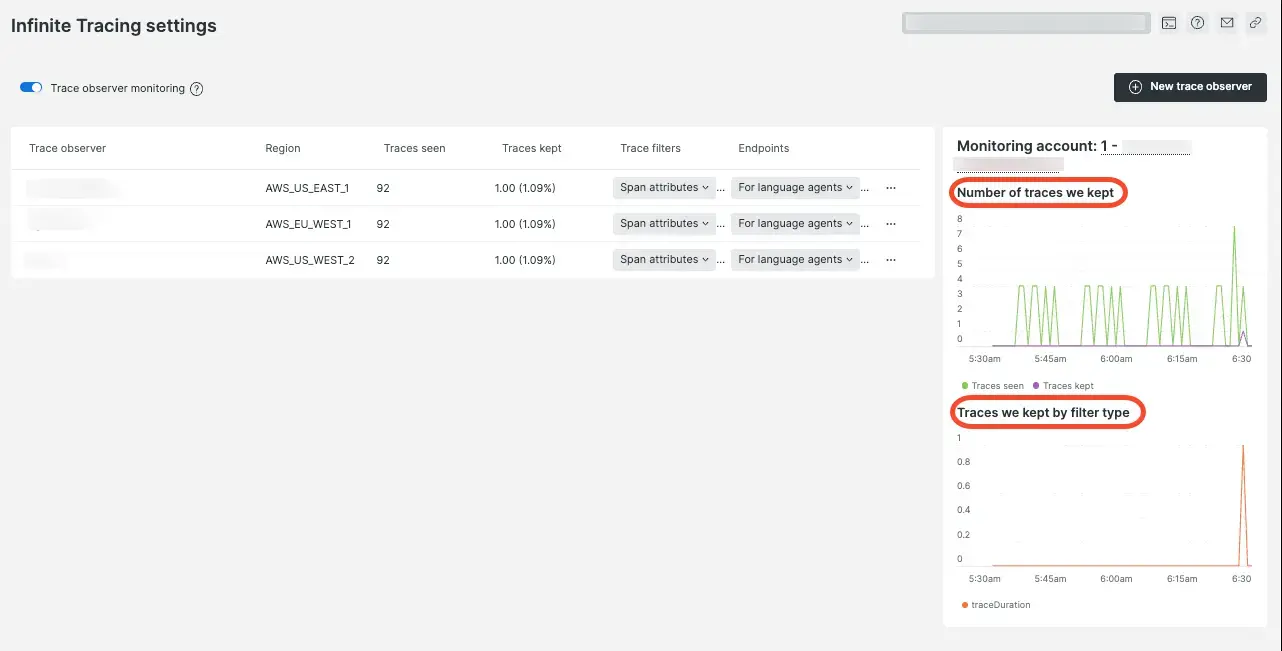 Infinite Tracing settings
Trace observer monitoring
New trace observer
Trace observer Region Traces seen Traces kept Trace filters Endpoints
AWS_US_EAST_1 92 1.00 (1.09%) Span attributes ... For language agents ... ...
AWS_EU_WEST_1 92 1.00 (1.09%) Span attributes ... For language agents ... ...
AWS_US_WEST_2 92 1.00 (1.09%) Span attributes ... For language agents ... ...
Monitoring account: 1 -
Number of traces we kept
8
7
6
5
4
3
2
1
0
5:30am 5:45am 6:00am 6:15am 6:30
Traces seen Traces kept
Traces we kept by filter type
1
0.8
0.6
0.4
0.2
0
5:30am 5:45am 6:00am 6:15am 6:30
traceDuration